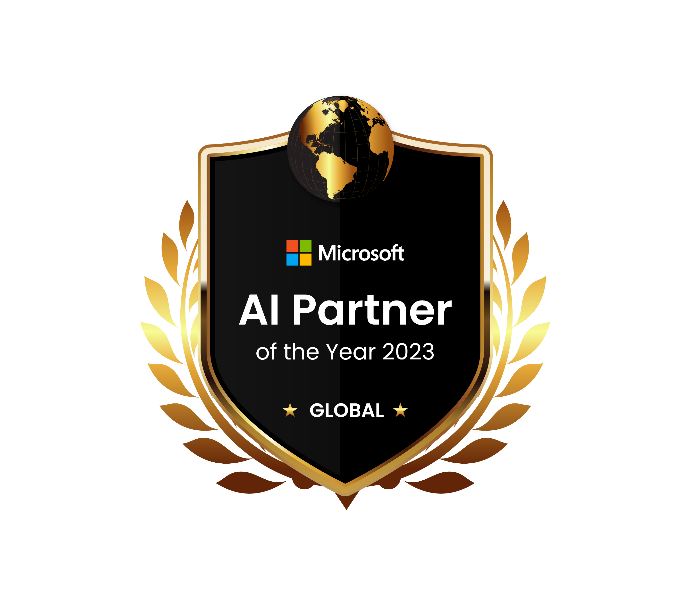 Microsoft
AI Partner
of the Year 2023
GLOBAL